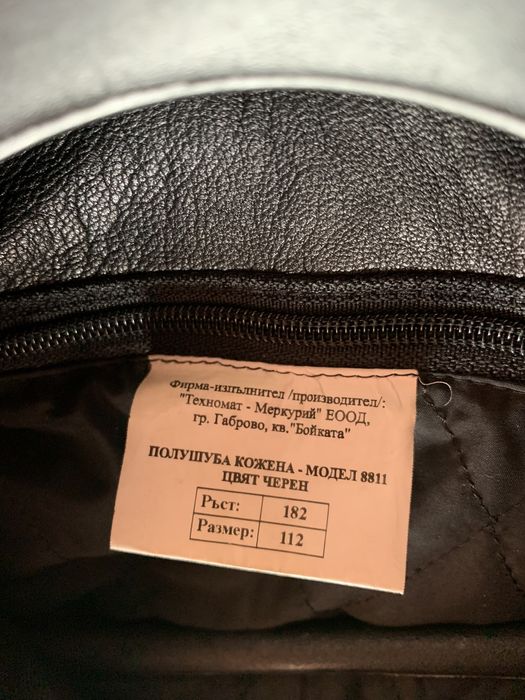 Фирма-изпълнител /производител/:
"Техномат - Меркурий" ЕООД,
гр. Габрово, кв."Бойката"
ПОЛУШУБА КОЖЕНА - МОДЕЛ 8811
ЦВЯТ ЧЕРЕН
Ръст: 182
Размер: 112